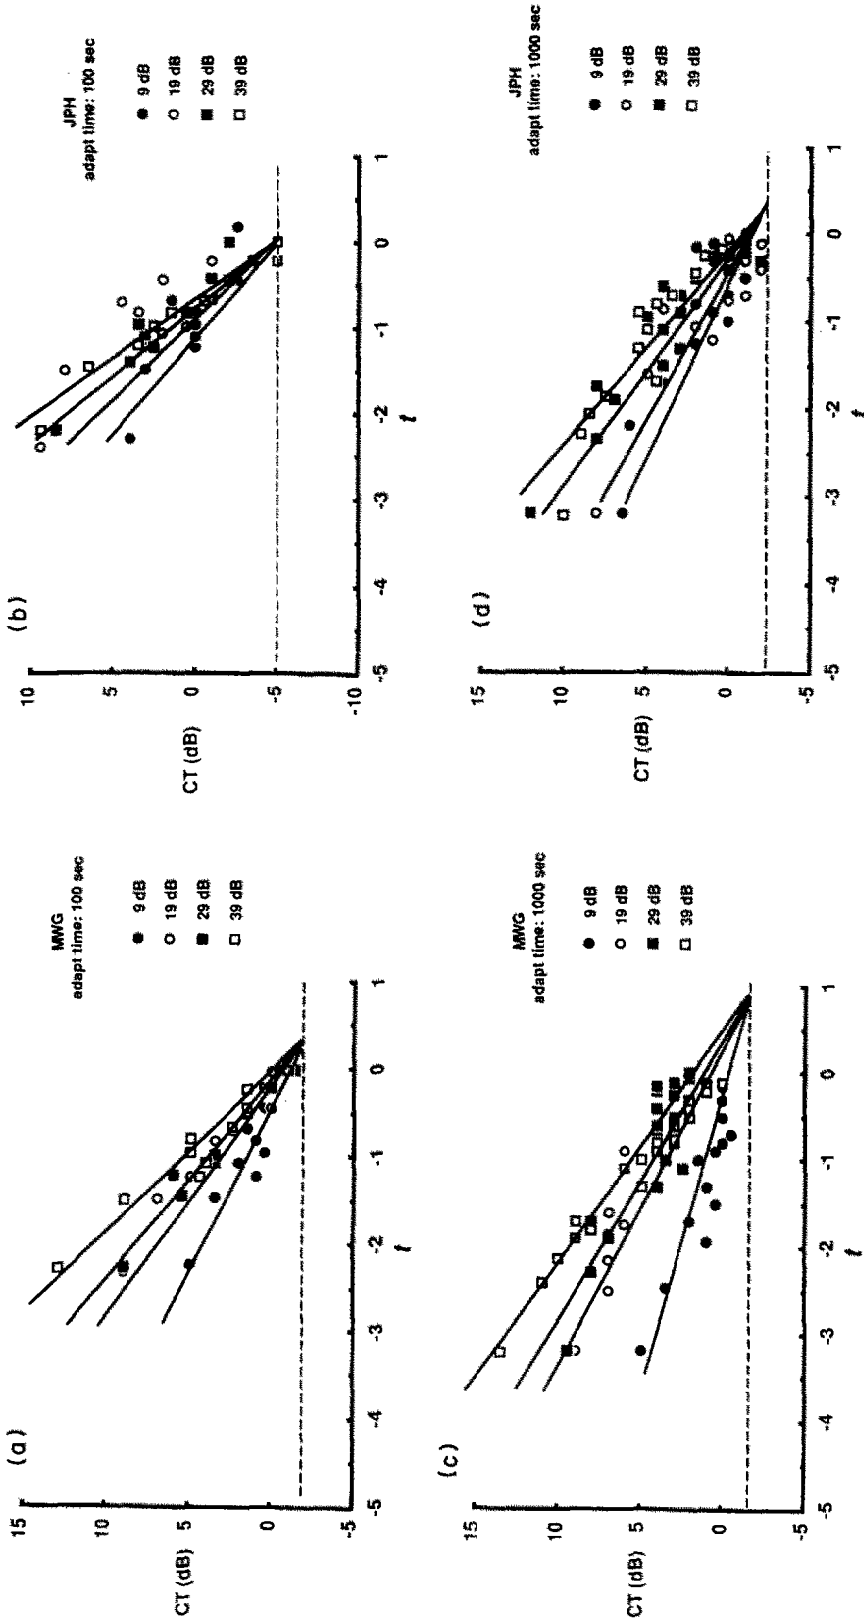 (a)
MWG
adapt time: 100 sec
9 dB
19 dB
29 dB
39 dB
CT (dB)
15
10
5
0
-5
-5
-4
-3
-2
-1
0
1
t
(b)
JPH
adapt time: 100 sec
9 dB
19 dB
29 dB
39 dB
CT (dB)
10
5
0
-5
-10
-5
-4
-3
-2
-1
0
1
t
(c)
MWG
adapt time: 1000 sec
9 dB
19 dB
29 dB
39 dB
CT (dB)
15
10
5
0
-5
-5
-4
-3
-2
-1
0
1
t
(d)
JPH
adapt time: 1000 sec
9 dB
19 dB
29 dB
39 dB
CT (dB)
15
10
5
0
-5
-5
-4
-3
-2
-1
0
1
t